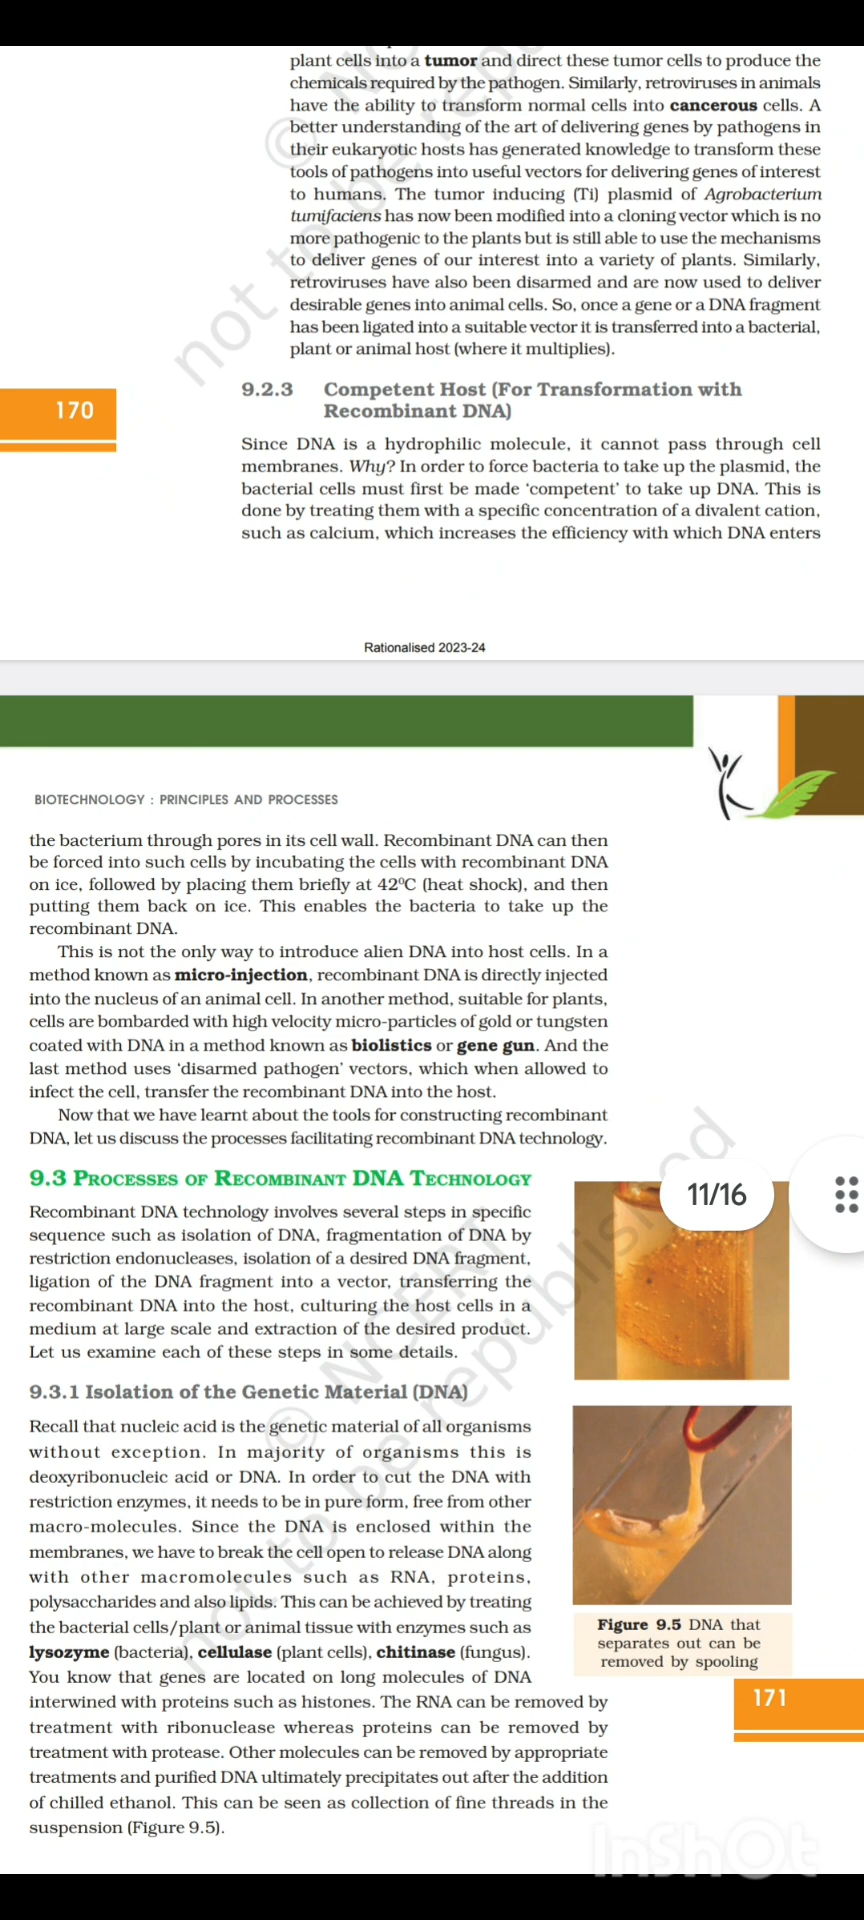 plant cells into a tumor and direct these tumor cells to produce the
chemicals required by the pathogen. Similarly, retroviruses in animals
have the ability to transform normal cells into cancerous cells. A
better understanding of the art of delivering genes by pathogens in
their eukaryotic hosts has generated knowledge to transform these
tools of pathogens into useful vectors for delivering genes of interest
to humans. The tumor inducing (Ti) plasmid of Agrobacterium
tumifaciens has now been modified into a cloning vector which is no
more pathogenic to the plants but is still able to use the mechanisms
to deliver genes of our interest into a variety of plants. Similarly,
retroviruses have also been disarmed and are now used to deliver
desirable genes into animal cells. So, once a gene or a DNA fragment
has been ligated into a suitable vector it is transferred into a bacterial,
plant or animal host (where it multiplies).
9.2.3 Competent Host (For Transformation with
Recombinant DNA)
170
Since DNA is a hydrophilic molecule, it cannot pass through cell
membranes. Why? In order to force bacteria to take up the plasmid, the
bacterial cells must first be made ‘competent’ to take up DNA. This is
done by treating them with a specific concentration of a divalent cation,
such as calcium, which increases the efficiency with which DNA enters
Rationalised 2023-24
BIOTECHNOLOGY : PRINCIPLES AND PROCESSES
the bacterium through pores in its cell wall. Recombinant DNA can then
be forced into such cells by incubating the cells with recombinant DNA
on ice, followed by placing them briefly at 42ºC (heat shock), and then
putting them back on ice. This enables the bacteria to take up the
recombinant DNA.
This is not the only way to introduce alien DNA into host cells. In a
method known as micro-injection, recombinant DNA is directly injected
into the nucleus of an animal cell. In another method, suitable for plants,
cells are bombarded with high velocity micro-particles of gold or tungsten
coated with DNA in a method known as biolistics or gene gun. And the
last method uses ‘disarmed pathogen’ vectors, which when allowed to
infect the cell, transfer the recombinant DNA into the host.
Now that we have learnt about the tools for constructing recombinant
DNA, let us discuss the processes facilitating recombinant DNA technology.
9.3 PROCESSES OF RECOMBINANT DNA TECHNOLOGY
11/16
Recombinant DNA technology involves several steps in specific
sequence such as isolation of DNA, fragmentation of DNA by
restriction endonucleases, isolation of a desired DNA fragment,
ligation of the DNA fragment into a vector, transferring the
recombinant DNA into the host, culturing the host cells in a
medium at large scale and extraction of the desired product.
Let us examine each of these steps in some details.
9.3.1 Isolation of the Genetic Material (DNA)
Recall that nucleic acid is the genetic material of all organisms
without exception. In majority of organisms this is
deoxyribonucleic acid or DNA. In order to cut the DNA with
restriction enzymes, it needs to be in pure form, free from other
macro-molecules. Since the DNA is enclosed within the
membranes, we have to break the cell open to release DNA along
with other macromolecules such as RNA, proteins,
polysaccharides and also lipids. This can be achieved by treating
the bacterial cells/plant or animal tissue with enzymes such as
lysozyme (bacteria), cellulase (plant cells), chitinase (fungus).
You know that genes are located on long molecules of DNA
interwined with proteins such as histones. The RNA can be removed by
treatment with ribonuclease whereas proteins can be removed by
treatment with protease. Other molecules can be removed by appropriate
treatments and purified DNA ultimately precipitates out after the addition
of chilled ethanol. This can be seen as collection of fine threads in the
suspension (Figure 9.5).
Figure 9.5 DNA that
separates out can be
removed by spooling
171
© NCERT
not to be republished
InShOt